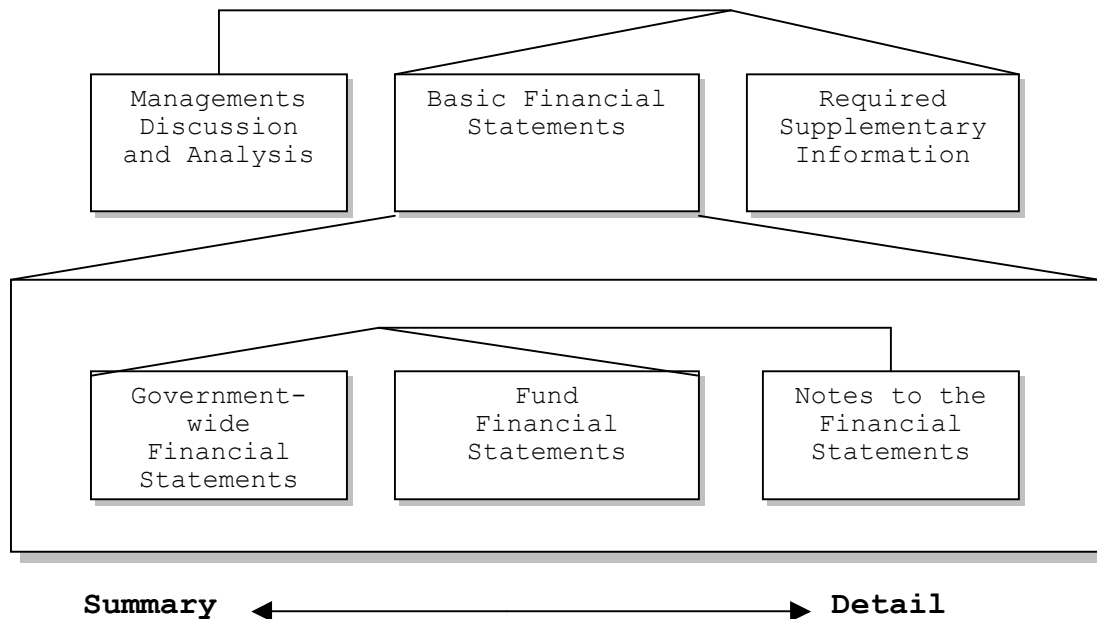 Managements
Discussion
and Analysis
Basic Financial
Statements
Required
Supplementary
Information
Government-
wide
Financial
Statements
Fund
Financial
Statements
Notes to the
Financial
Statements
Summary
Detail